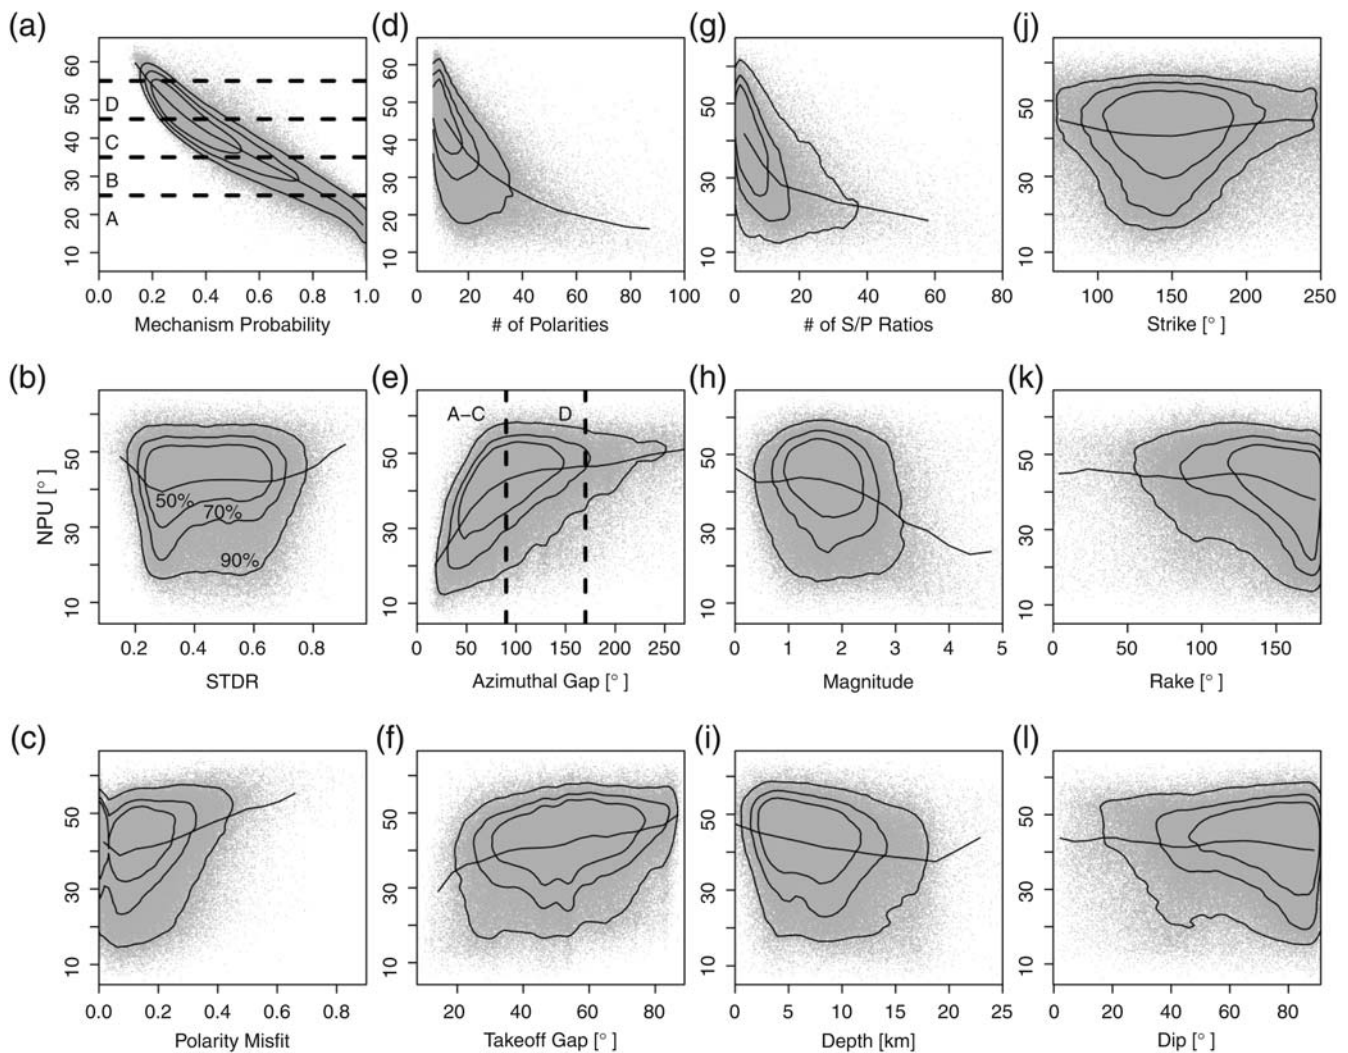 (a)
60
50
40
30
20
10
D
C
B
A
0.0 0.2 0.4 0.6 0.8 1.0
Mechanism Probability
(d)
60
50
40
30
20
10
0 20 40 60 80 100
# of Polarities
(g)
50
30
10
0 20 40 60 80
# of S/P Ratios
(j)
50
30
10
100 150 200 250
Strike [°]
(b)
NPU [°]
50
30
10
50%
70%
90%
0.2 0.4 0.6 0.8
STDR
(e)
50
30
10
A–C
D
0 50 100 150 200 250
Azimuthal Gap [°]
(h)
50
30
10
0 1 2 3 4 5
Magnitude
(k)
50
30
10
0 50 100 150
Rake [°]
(c)
50
30
10
0.0 0.2 0.4 0.6 0.8
Polarity Misfit
(f)
50
30
10
20 40 60 80
Takeoff Gap [°]
(i)
50
30
10
0 5 10 15 20 25
Depth [km]
(l)
50
30
10
0 20 40 60 80
Dip [°]